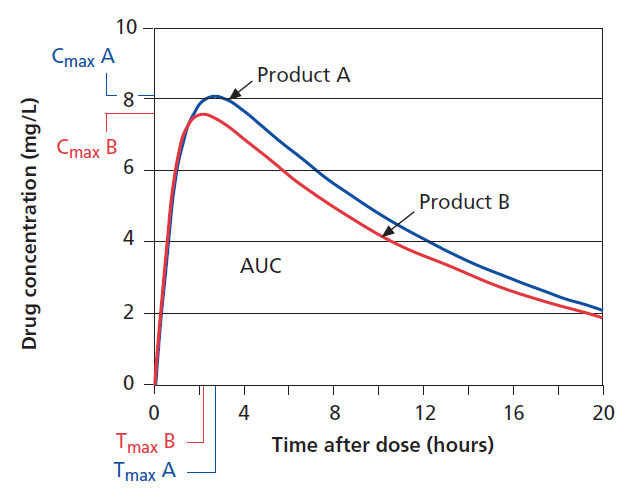 10
Cmax A
Product A
8
Cmax B
6
Product B
4
AUC
2
0
Drug concentration (mg/L)
0 4 8 12 16 20
Tmax B
Time after dose (hours)
Tmax A